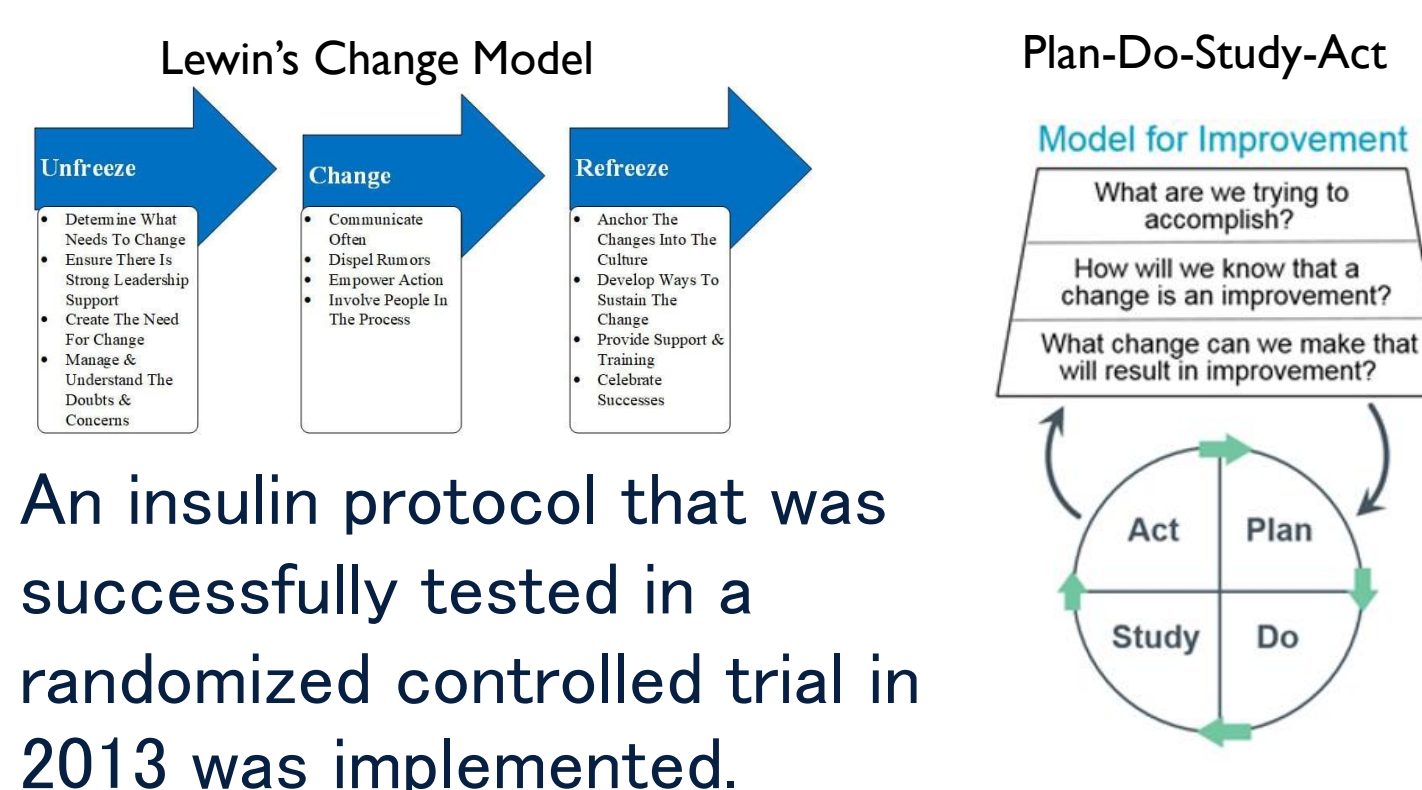 Lewin's Change Model
Unfreeze
• Determine What
Needs To Change
• Ensure There Is
Strong Leadership
Support
• Create The Need
For Change
• Manage &
Understand The
Doubts &
Concerns
Change
• Communicate
Often
• Dispel Rumors
• Empower Action
• Involve People In
The Process
Refreeze
• Anchor The
Changes Into The
Culture
• Develop Ways To
Sustain The
Change
• Provide Support &
Training
• Celebrate
Successes
Plan-Do-Study-Act
Model for Improvement
What are we trying to
accomplish?
How will we know that a
change is an improvement?
What change can we make that
will result in improvement?
Act
Plan
Study
Do
An insulin protocol that was
successfully tested in a
randomized controlled trial in
2013 was implemented.